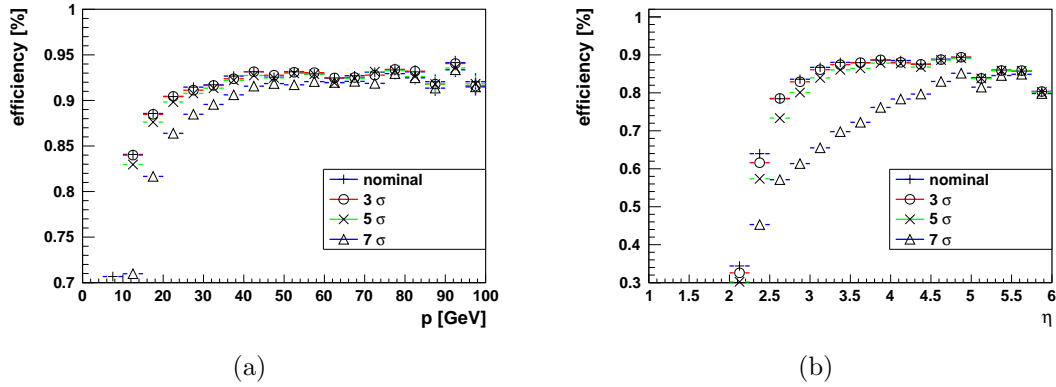 efficiency [%]
1
0.95
0.9
0.85
0.8
0.75
0.7
0 10 20 30 40 50 60 70 80 90 100
p [GeV]
nominal
3 σ
5 σ
7 σ
(a)
efficiency [%]
1
0.9
0.8
0.7
0.6
0.5
0.4
0.3
1 1.5 2 2.5 3 3.5 4 4.5 5 5.5 6
η
nominal
3 σ
5 σ
7 σ
(b)